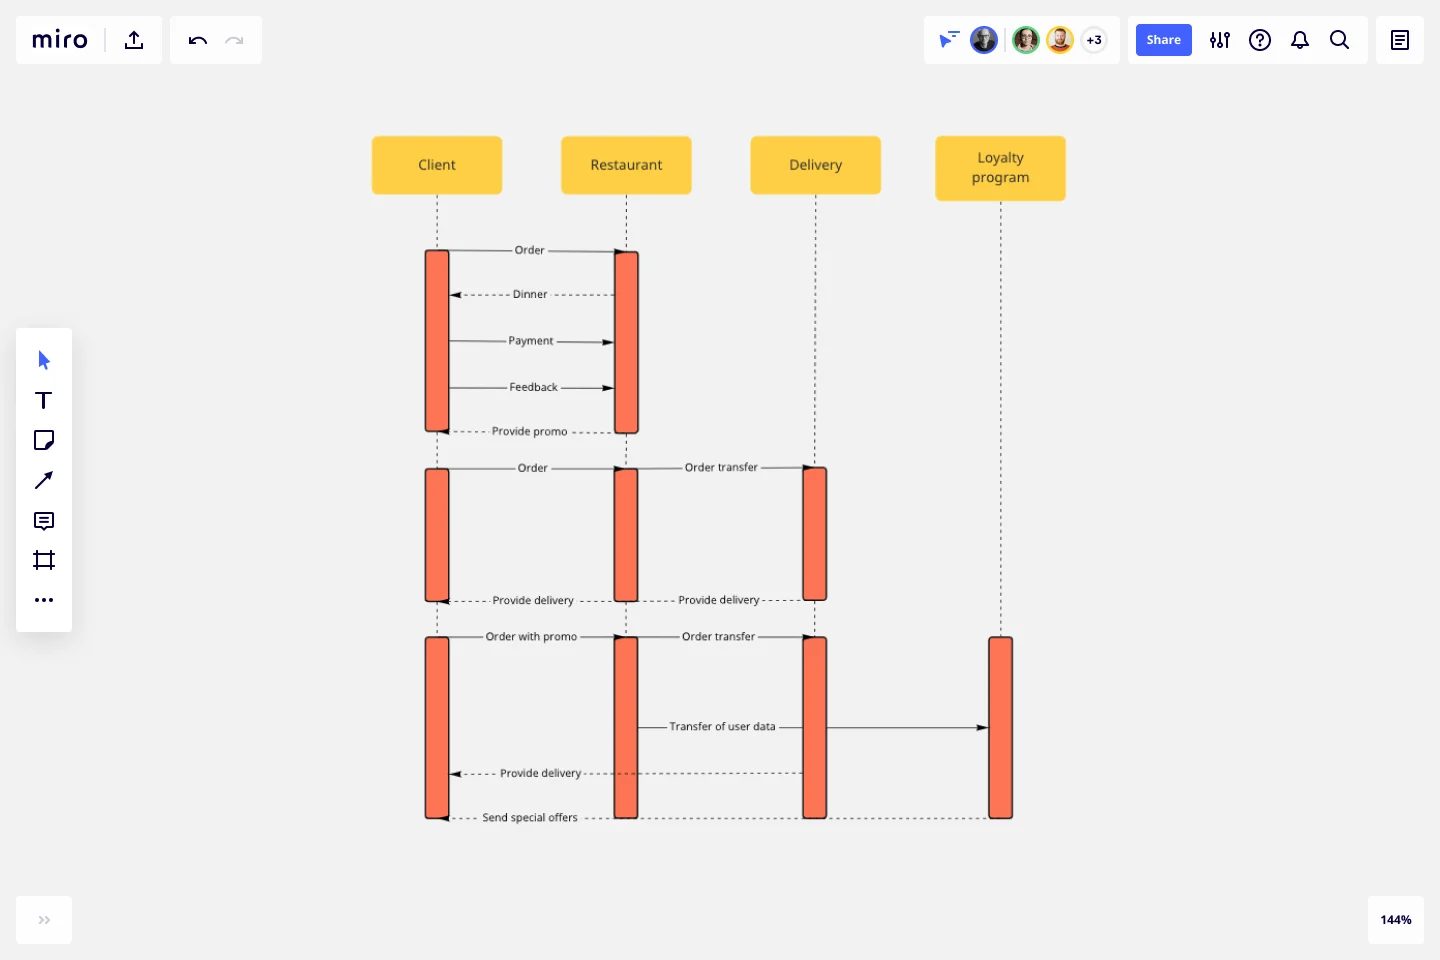 miro
+3
Share
Client
Restaurant
Delivery
Loyalty
program
Order
Dinner
Payment
Feedback
Provide promo
Order
Order transfer
Provide delivery
Provide delivery
Order with promo
Order transfer
Transfer of user data
Provide delivery
Send special offers
144%